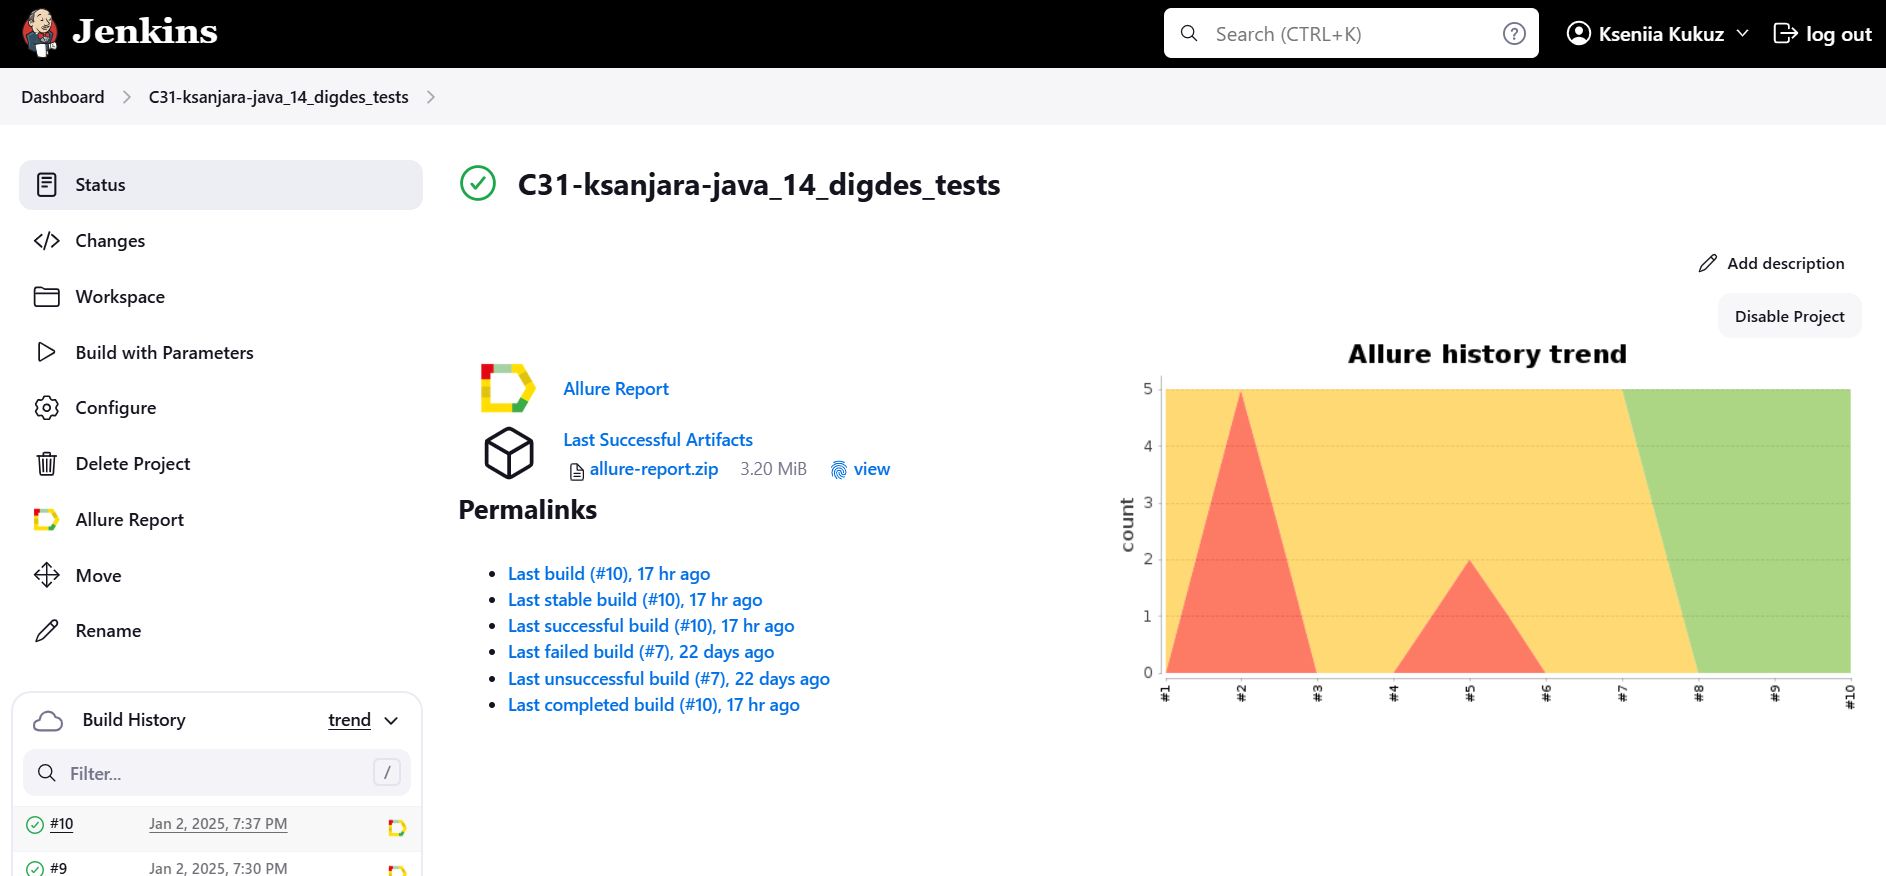 Jenkins
Search (CTRL+K)
?
Kseniia Kukuz
log out
Dashboard
C31-ksanjara-java_14_digdes_tests
Status
Changes
Workspace
Build with Parameters
Configure
Delete Project
Allure Report
Move
Rename
Build History
trend
Filter...
/
#10
Jan 2, 2025, 7:37 PM
#9
Jan 2, 2025, 7:30 PM
C31-ksanjara-java_14_digdes_tests
Add description
Disable Project
Allure Report
Last Successful Artifacts
allure-report.zip 3.20 MiB view
Permalinks
Last build (#10), 17 hr ago
Last stable build (#10), 17 hr ago
Last successful build (#10), 17 hr ago
Last failed build (#7), 22 days ago
Last unsuccessful build (#7), 22 days ago
Last completed build (#10), 17 hr ago
Allure history trend
count
5
4
3
2
1
0
#1
#2
#3
#4
#5
#6
#7
#8
#9
#10